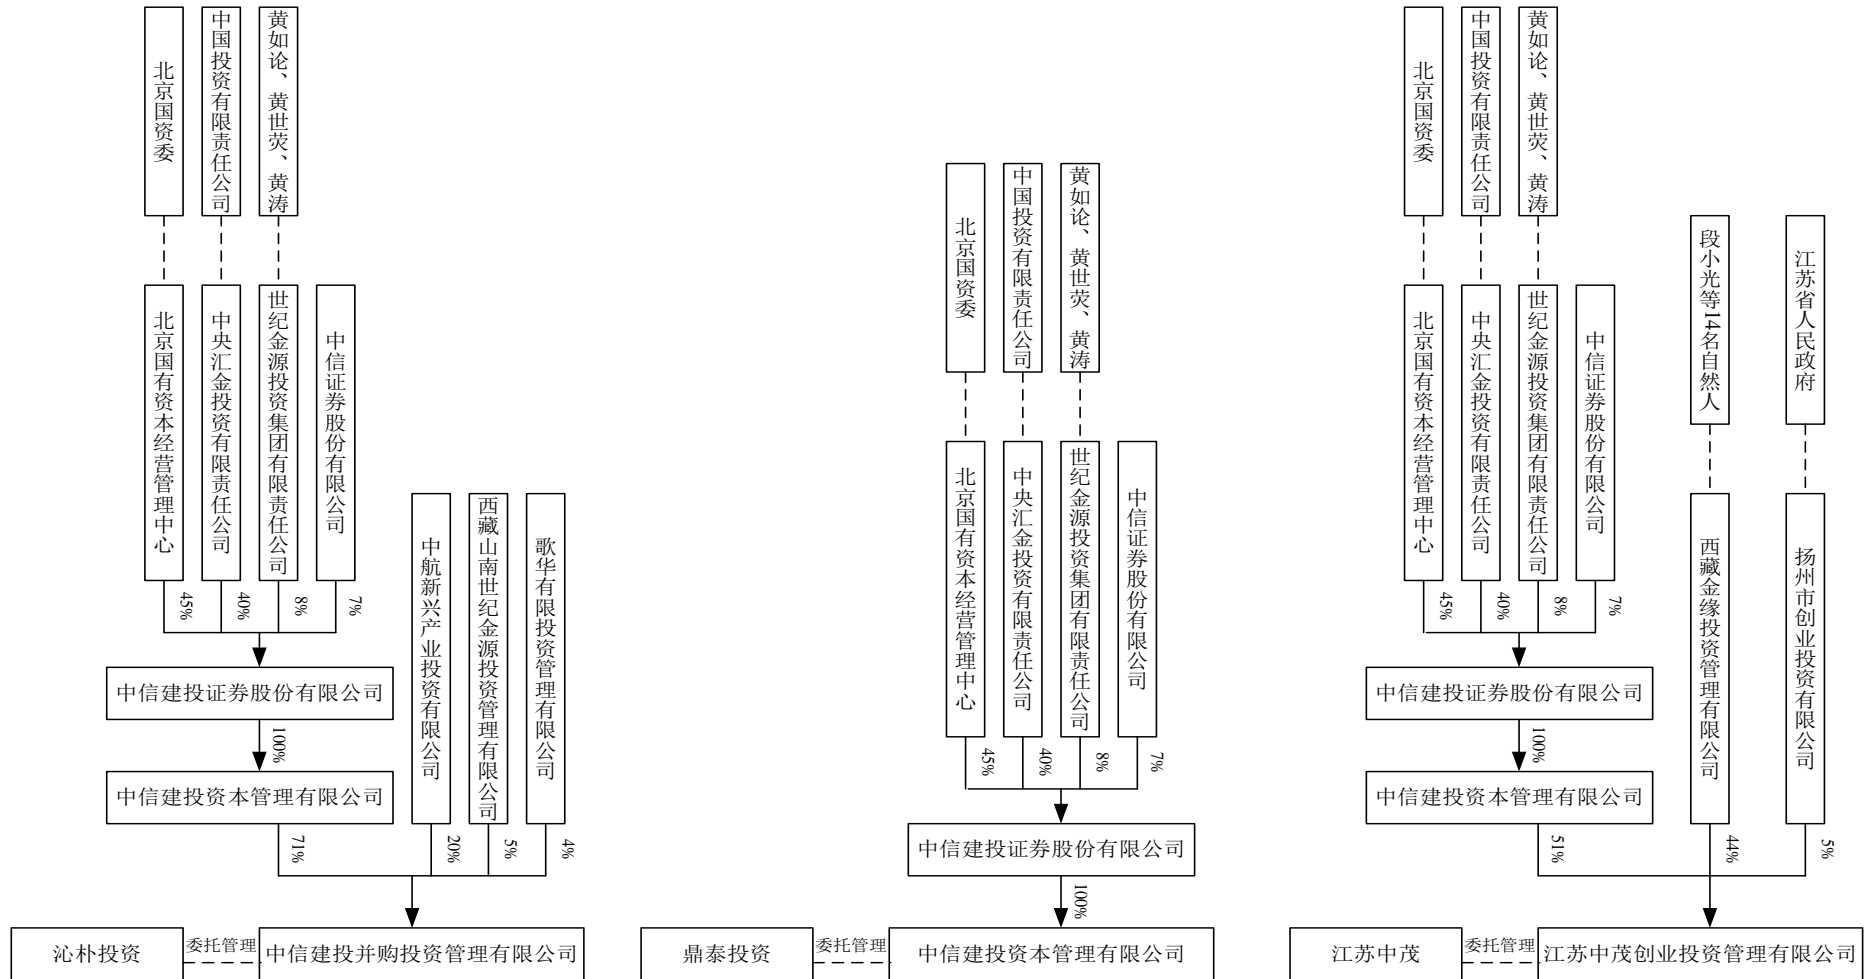 北京国资委
中国投资有限责任公司
黄如论、黄世荧、黄涛
北京国有资本经营管理中心
中央汇金投资有限责任公司
世纪金源投资集团有限责任公司
中信证券股份有限公司
45%
40%
8%
7%
中信建投证券股份有限公司
100%
中信建投资本管理有限公司
中航新兴产业投资有限公司
西藏山南世纪金源投资管理有限公司
歌华有限投资管理有限公司
71%
20%
5%
4%
沁朴投资
委托管理
中信建投并购投资管理有限公司
北京国资委
中国投资有限责任公司
黄如论、黄世荧、黄涛
北京国有资本经营管理中心
中央汇金投资有限责任公司
世纪金源投资集团有限责任公司
中信证券股份有限公司
45%
40%
8%
7%
中信建投证券股份有限公司
100%
鼎泰投资
委托管理
中信建投资本管理有限公司
北京国资委
中国投资有限责任公司
黄如论、黄世荧、黄涛
北京国有资本经营管理中心
中央汇金投资有限责任公司
世纪金源投资集团有限责任公司
中信证券股份有限公司
45%
40%
8%
7%
中信建投证券股份有限公司
100%
中信建投资本管理有限公司
段小光等14名自然人
江苏省人民政府
西藏金缘投资管理有限公司
扬州市创业投资有限公司
51%
44%
5%
江苏中茂
委托管理
江苏中茂创业投资管理有限公司